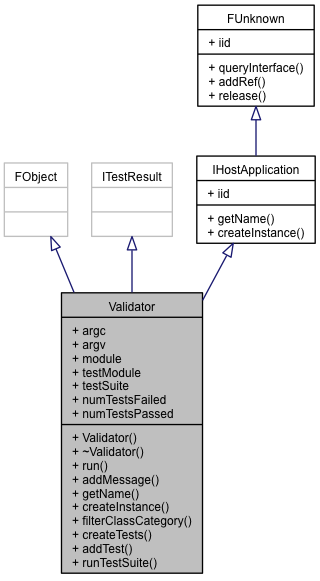 FUnknown
+ iid
+ queryInterface()
+ addRef()
+ release()
FObject
ITestResult
IHostApplication
+ iid
+ getName()
+ createInstance()
Validator
+ argc
+ argv
+ module
+ testModule
+ testSuite
+ numTestsFailed
+ numTestsPassed
+ Validator()
+ ~Validator()
+ run()
+ addMessage()
+ getName()
+ createInstance()
+ filterClassCategory()
+ createTests()
+ addTest()
+ runTestSuite()